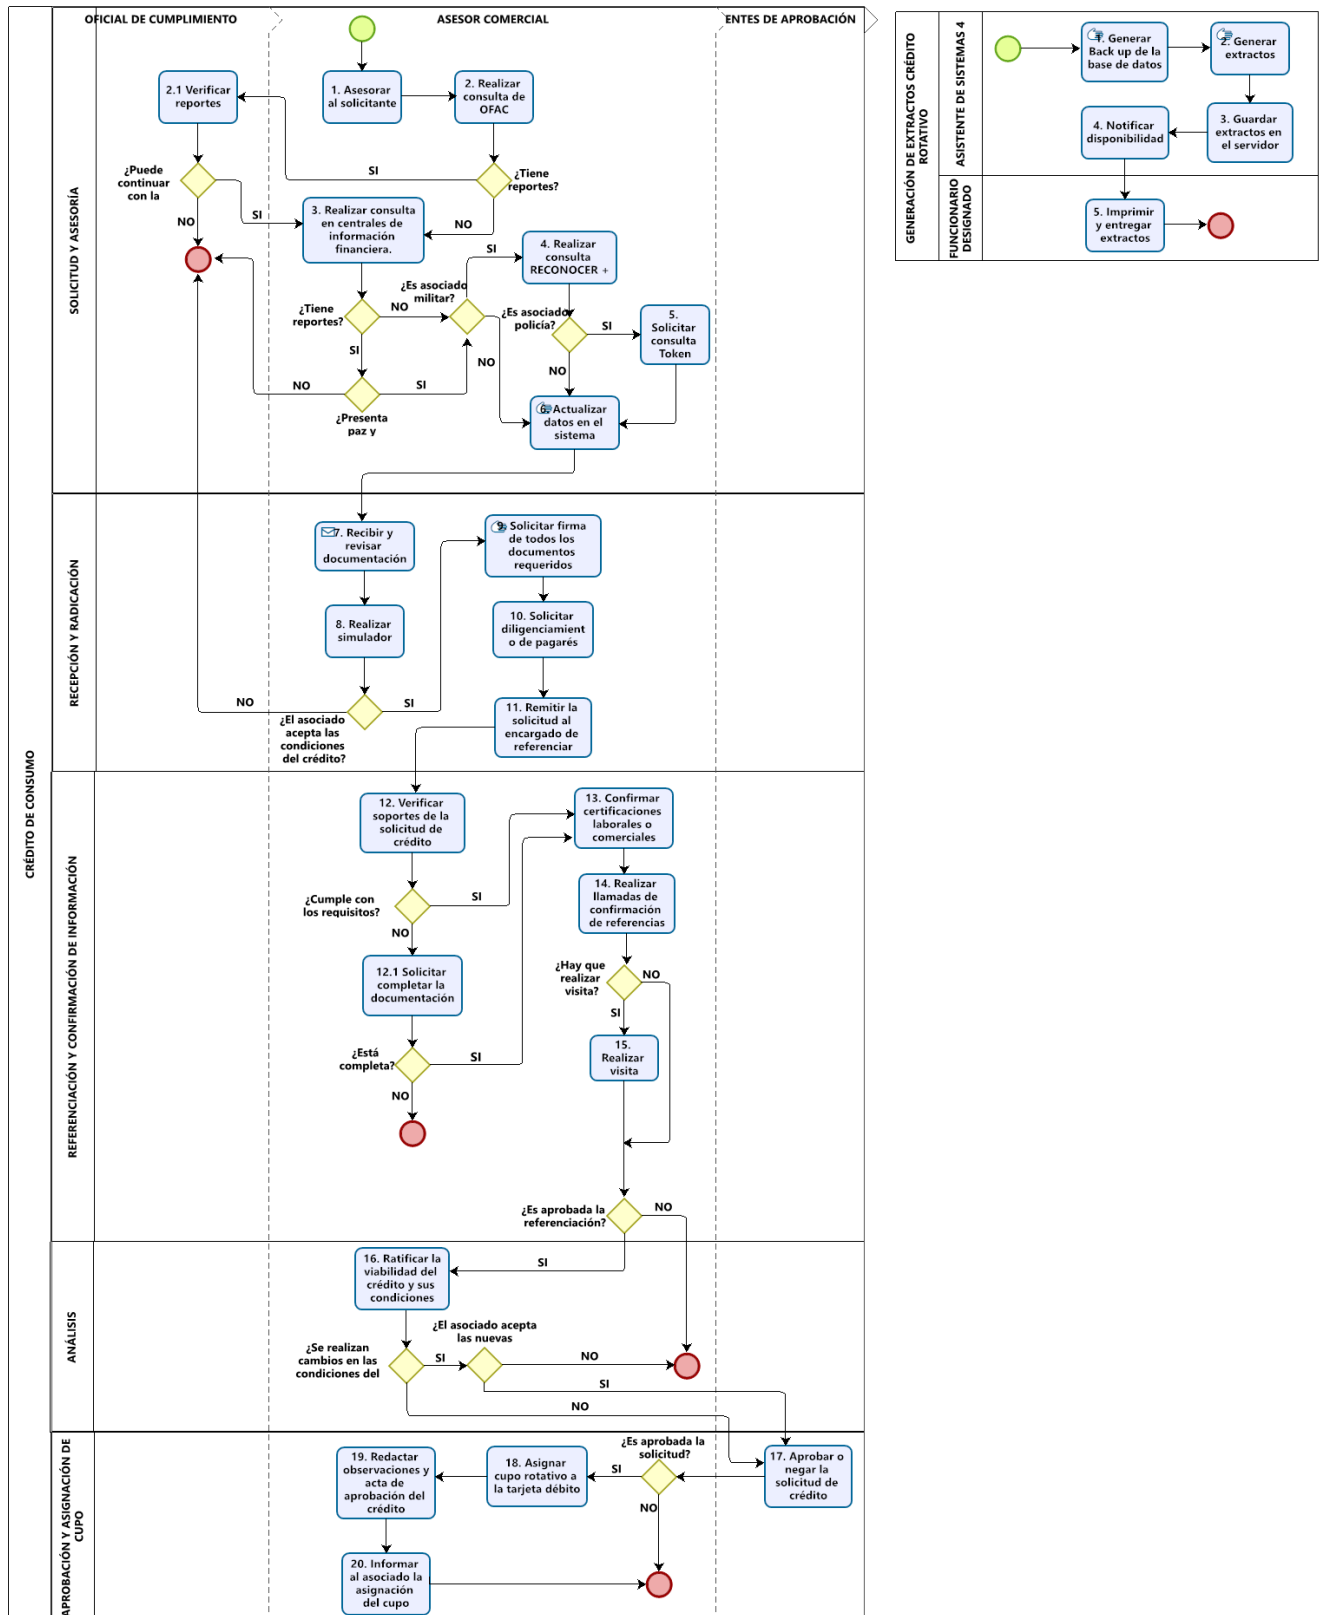 OFICIAL DE CUMPLIMIENTO
ASESOR COMERCIAL
ENTES DE APROBACIÓN
CRÉDITO DE CONSUMO
SOLICITUD Y ASESORÍA
1. Asesorar
al solicitante
2. Realizar
consulta de
OFAC
2.1 Verificar
reportes
¿Tiene
reportes?
SI
NO
¿Puede
continuar
con la
SI
NO
3. Realizar consulta
en centrales de
información
financiera.
¿Tiene
reportes?
NO
SI
¿Presenta
paz y
NO
SI
¿Es asociado
militar?
SI
NO
4. Realizar
consulta
RECONOCER +
¿Es asociado
policía?
SI
NO
5.
Solicitar
consulta
Token
6. Actualizar
datos en el
sistema
RECEPCIÓN Y RADICACIÓN
7. Recibir y
revisar
documentación
8. Realizar
simulador
¿El asociado
acepta las
condiciones
del crédito?
NO
SI
9. Solicitar firma
de todos los
documentos
requeridos
10. Solicitar
diligenciamient
o de pagarés
11. Remitir la
solicitud al
encargado de
referenciar
REFERENCIACIÓN Y CONFIRMACIÓN DE INFORMACIÓN
12. Verificar
soportes de la
solicitud de
crédito
¿Cumple con
los requisitos?
SI
NO
12.1 Solicitar
completar la
documentación
¿Está
completa?
SI
NO
13. Confirmar
certificaciones
laborales o
comerciales
14. Realizar
llamadas de
confirmación
de referencias
¿Hay que
realizar
visita?
NO
SI
15.
Realizar
visita
¿Es aprobada la
referenciación?
NO
SI
ANÁLISIS
16. Ratificar la
viabilidad del
crédito y sus
condiciones
¿Se realizan
cambios en las
condiciones del
SI
NO
¿El asociado acepta
las nuevas
NO
SI
APROBACIÓN Y ASIGNACIÓN DE
CUPO
17. Aprobar o
negar la
solicitud de
crédito
¿Es aprobada la
solicitud?
SI
NO
18. Asignar
cupo rotativo a
la tarjeta débito
19. Redactar
observaciones y
acta de
aprobación del
crédito
20. Informar
al asociado la
asignación
del cupo
GENERACIÓN DE EXTRACTOS CRÉDITO
ROTATIVO
ASISTENTE DE SISTEMAS 4
1. Generar
Back up de la
base de datos
2. Generar
extractos
3. Guardar
extractos en
el servidor
4. Notificar
disponibilidad
FUNCIONARIO
DESIGNADO
5. Imprimir
y entregar
extractos